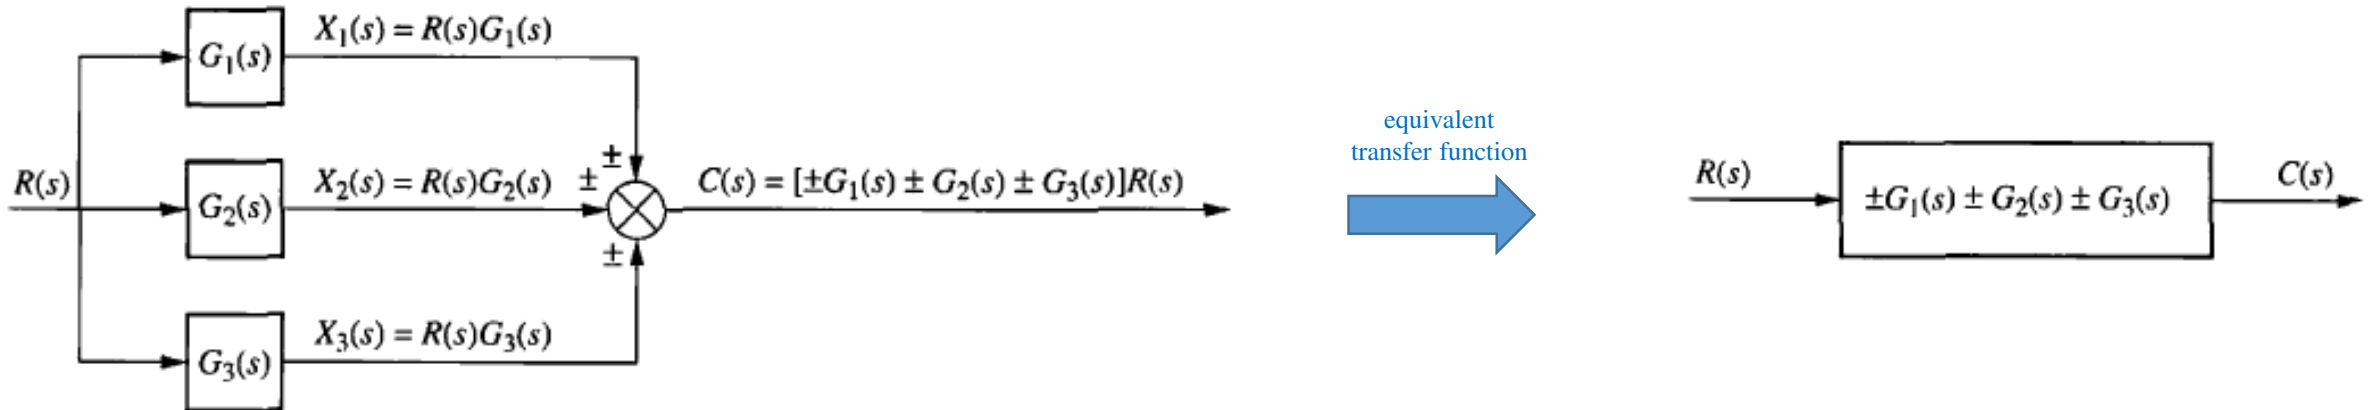 X₁(s) = R(s)G₁(s)
G₁(s)
±
R(s)
G₂(s)
X₂(s) = R(s)G₂(s)
±
C(s) = [±G₁(s) ± G₂(s) ± G₃(s)]R(s)
±
X₃(s) = R(s)G₃(s)
G₃(s)
equivalent
transfer function
R(s)
±G₁(s) ± G₂(s) ± G₃(s)
C(s)